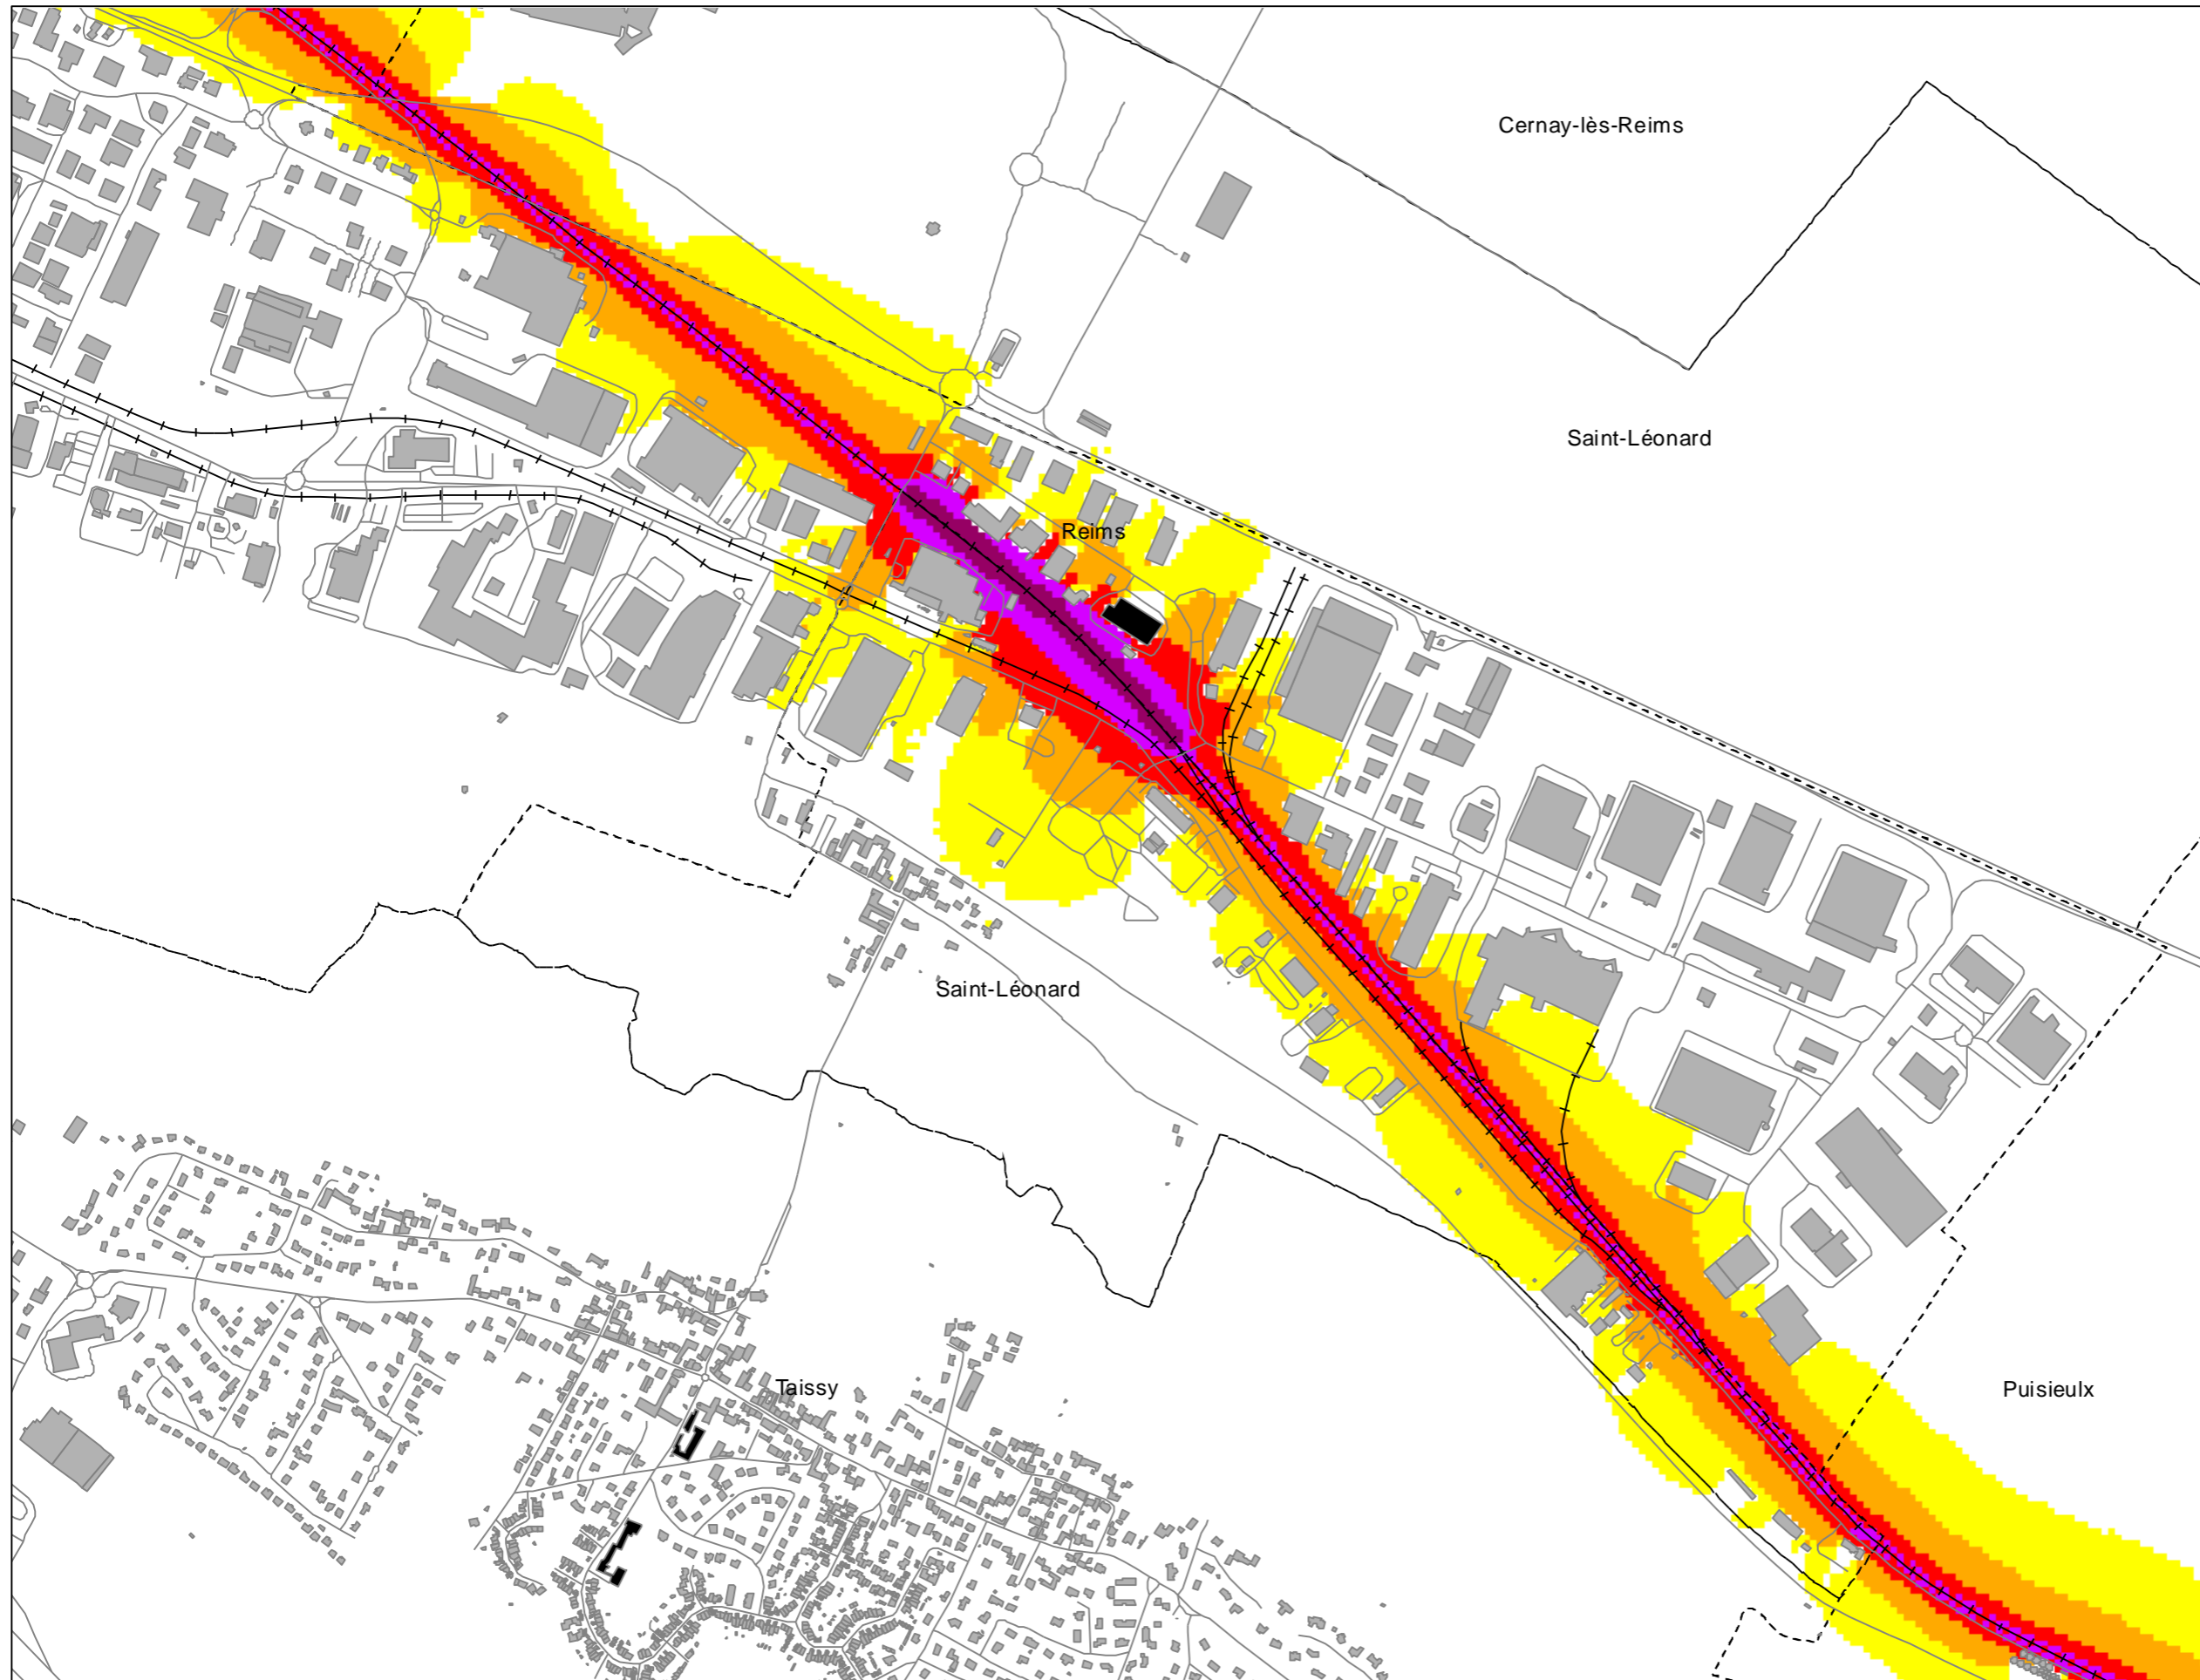 Cernay-lès-Reims
Saint-Léonard
Reims
Saint-Léonard
Taissy
Puisieulx